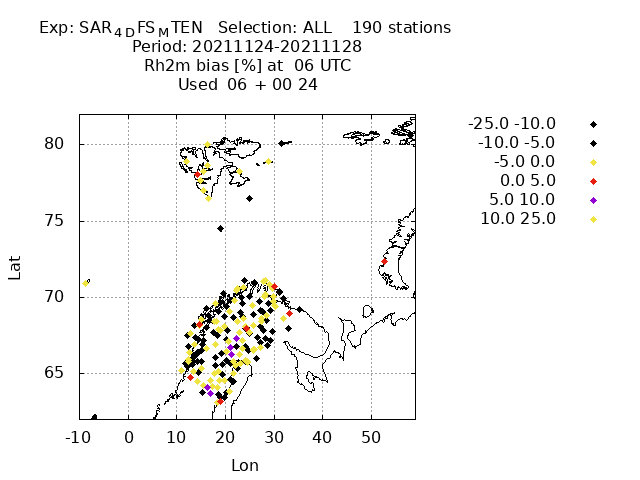 Exp: SAR4DFSMTEN Selection: ALL 190 stations
Period: 20211124-20211128
Rh2m bias [%] at 06 UTC
Used 06 + 00 24
-25.0 -10.0
-10.0 -5.0
-5.0 0.0
0.0 5.0
5.0 10.0
10.0 25.0
80
75
70
65
Lat
-10 0 10 20 30 40 50
Lon